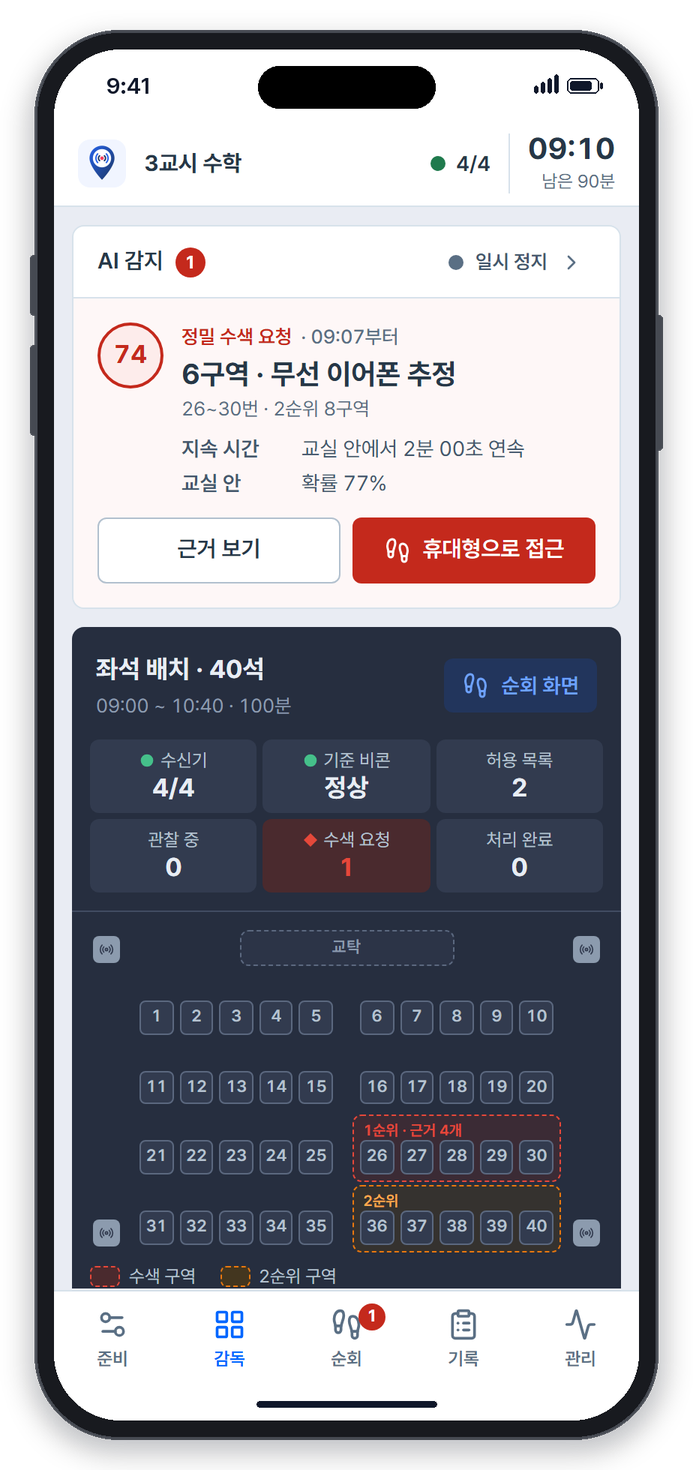 9:41
3교시 수학
4/4
09:10
남은 90분
AI 감지 1
일시 정지
74
정밀 수색 요청 · 09:07부터
6구역 · 무선 이어폰 추정
26~30번 · 2순위 8구역
지속 시간 교실 안에서 2분 00초 연속
교실 안 확률 77%
근거 보기
휴대형으로 접근
좌석 배치 · 40석
09:00 ~ 10:40 · 100분
순회 화면
수신기
4/4
기준 비콘
정상
허용 목록
2
관찰 중
0
수색 요청
1
처리 완료
0
교탁
1 2 3 4 5 6 7 8 9 10
11 12 13 14 15 16 17 18 19 20
1순위 · 근거 4개
21 22 23 24 25 26 27 28 29 30
2순위
31 32 33 34 35 36 37 38 39 40
수색 구역 2순위 구역
1
준비 감독 순회 기록 관리